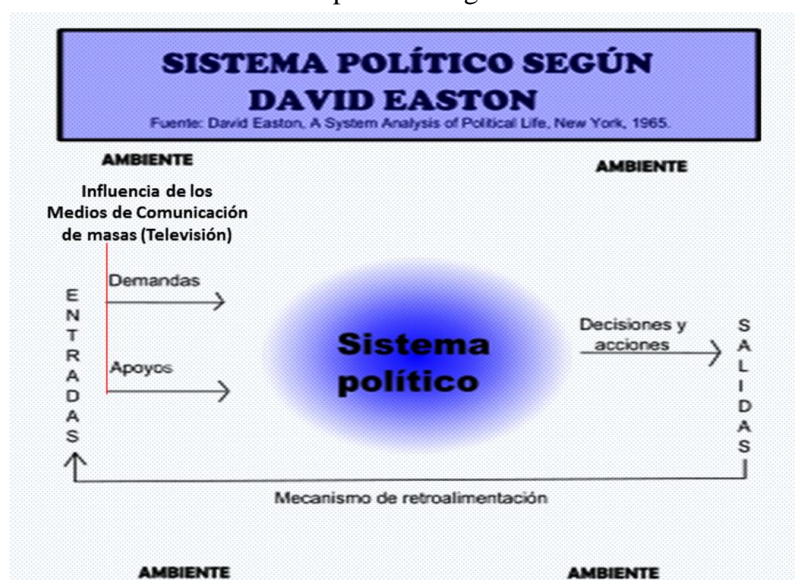 SISTEMA POLÍTICO SEGÚN
DAVID EASTON
Fuente: David Easton, A System Analysis of Political Life, New York, 1965.
AMBIENTE
AMBIENTE
Influencia de los
Medios de Comunicación
de masas (Televisión)
Demandas
ENTRADAS
Apoyos
Sistema
político
Decisiones y
acciones
SALIDAS
Mecanismo de retroalimentación
AMBIENTE
AMBIENTE